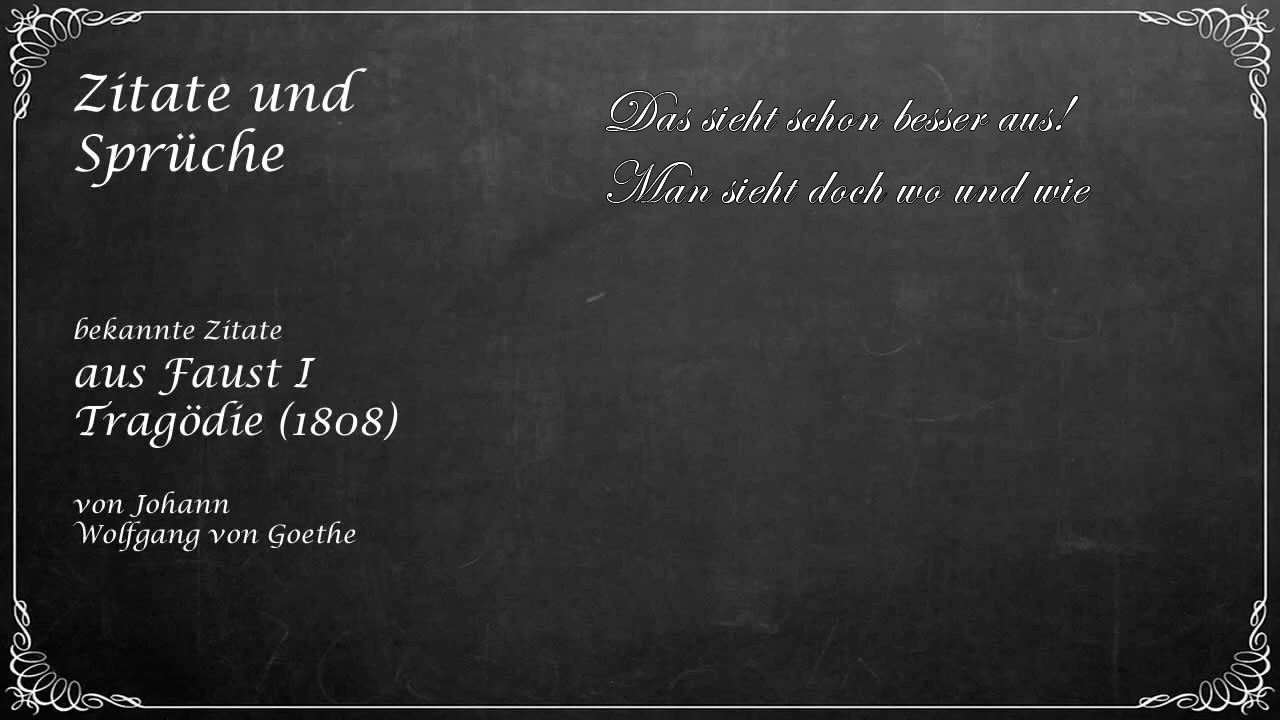 Zitate und
Sprüche
bekannte Zitate
aus Faust I
Tragödie (1808)
von Johann
Wolfgang von Goethe
Das sieht schon besser aus!
Man sieht doch wo und wie